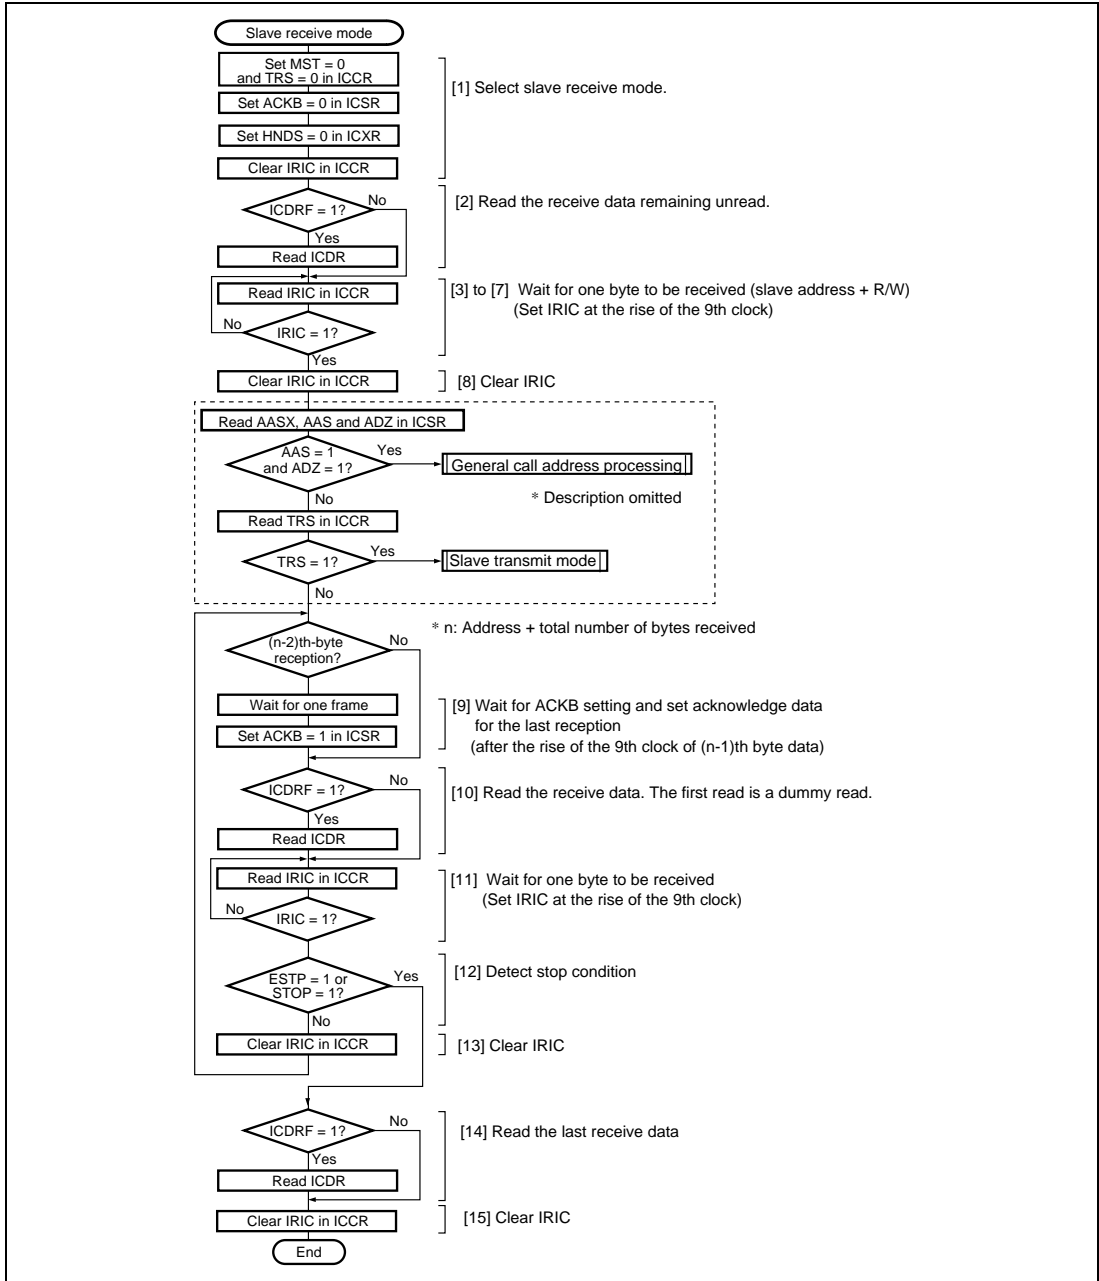 Slave receive mode
Set MST = 0
and TRS = 0 in ICCR
[1] Select slave receive mode.
Set ACKB = 0 in ICSR
Set HNDS = 0 in ICXR
Clear IRIC in ICCR
ICDRF = 1?
No
[2] Read the receive data remaining unread.
Yes
Read ICDR
Read IRIC in ICCR
[3] to [7] Wait for one byte to be received (slave address + R/W)
(Set IRIC at the rise of the 9th clock)
No
IRIC = 1?
Yes
Clear IRIC in ICCR
[8] Clear IRIC
Read AASX, AAS and ADZ in ICSR
AAS = 1
and ADZ = 1?
Yes
General call address processing
* Description omitted
No
Read TRS in ICCR
TRS = 1?
Yes
Slave transmit mode
No
* n: Address + total number of bytes received
(n-2)th-byte
reception?
No
Wait for one frame
[9] Wait for ACKB setting and set acknowledge data
for the last reception
(after the rise of the 9th clock of (n-1)th byte data)
Set ACKB = 1 in ICSR
ICDRF = 1?
No
[10] Read the receive data. The first read is a dummy read.
Yes
Read ICDR
Read IRIC in ICCR
[11] Wait for one byte to be received
(Set IRIC at the rise of the 9th clock)
No
IRIC = 1?
ESTP = 1 or
STOP = 1?
Yes
[12] Detect stop condition
No
Clear IRIC in ICCR
[13] Clear IRIC
ICDRF = 1?
No
[14] Read the last receive data
Yes
Read ICDR
Clear IRIC in ICCR
[15] Clear IRIC
End